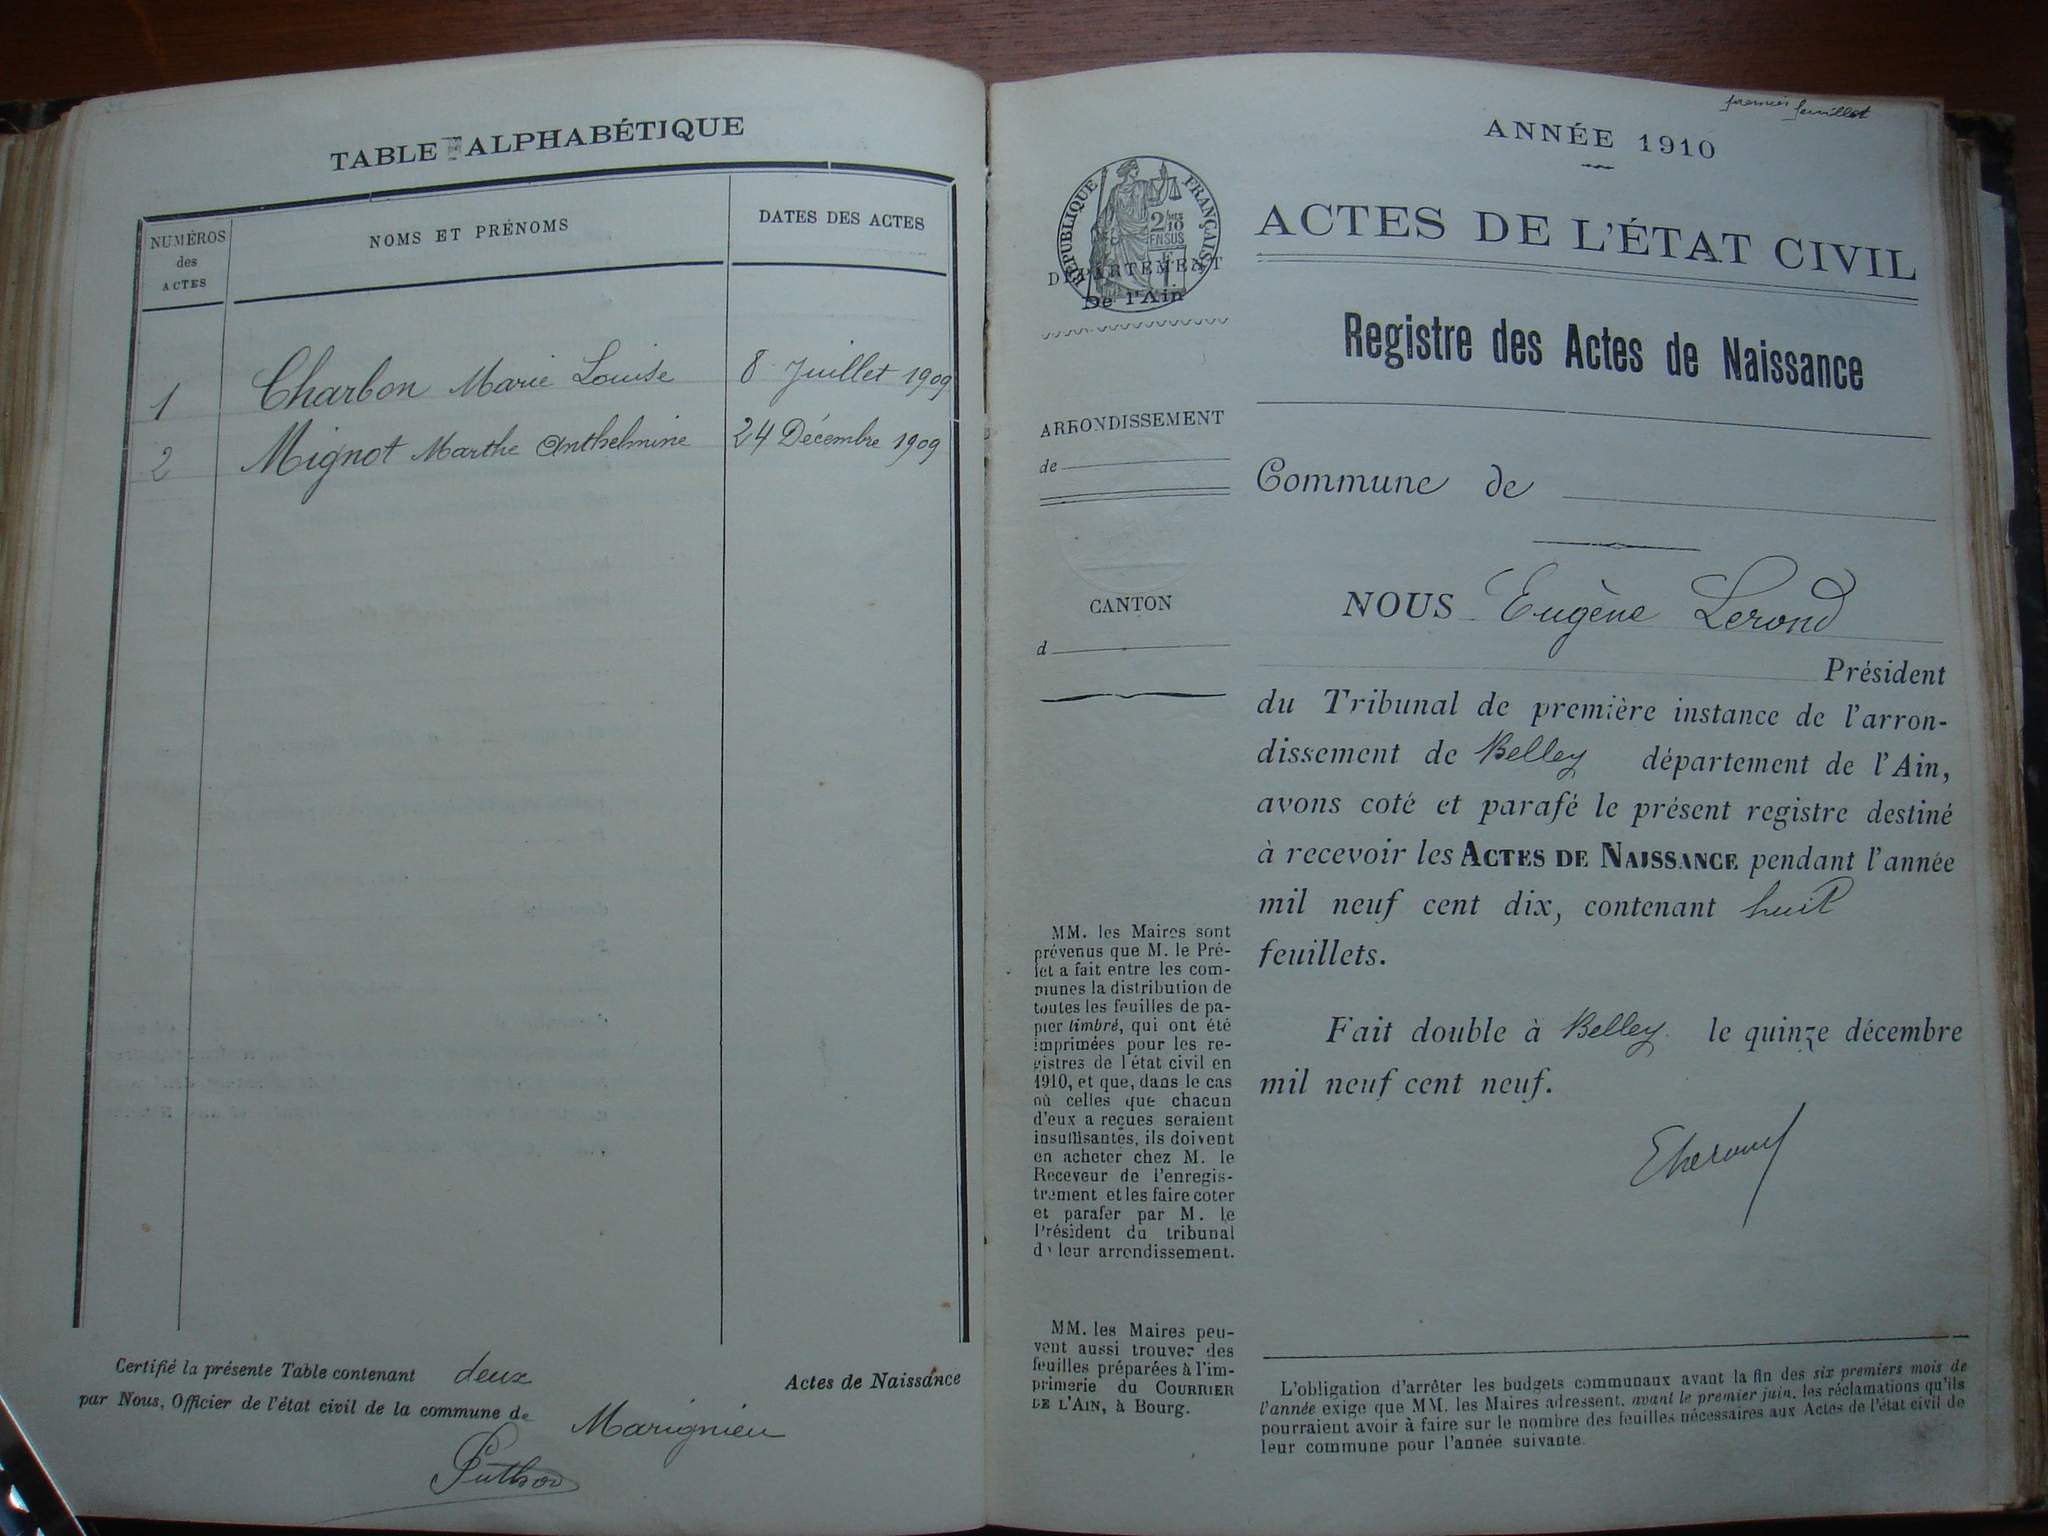 TABLE ALPHABÉTIQUE
NUMÉROS des ACTES
NOMS ET PRÉNOMS
DATES DES ACTES
1 Charbon Marie Louise 8 Juillet 1909
2 Mignot Marthe Anthelmine 24 Décembre 1909
Certifié la présente Table contenant deux Actes de Naissance
par Nous, Officier de l'état civil de la commune de Marignieu
premier feuillet
ANNÉE 1910
RÉPUBLIQUE FRANÇAISE
2/10
EN SUS
DÉPARTEMENT
De l'Ain
ARRONDISSEMENT
de
CANTON
d
MM. les Maires sont
prévenus que M. le Pré-
fet a fait entre les com-
munes la distribution de
toutes les feuilles de pa-
pier timbré, qui ont été
imprimées pour les re-
gistres de l'état civil en
1910, et que, dans le cas
où celles que chacun
d'eux a reçues seraient
insuffisantes, ils doivent
en acheter chez M. le
Receveur de l'enregis-
trement et les faire coter
et parafer par M. le
Président du tribunal
de leur arrondissement.
MM. les Maires peu-
vent aussi trouver des
feuilles préparées à l'im-
primerie du COURRIER
DE L'AIN, à Bourg.
ACTES DE L'ÉTAT CIVIL
Registre des Actes de Naissance
Commune de
NOUS Eugène Lerond
Président
du Tribunal de première instance de l'arron-
dissement de Belley département de l'Ain,
avons coté et parafé le présent registre destiné
à recevoir les ACTES DE NAISSANCE pendant l'année
mil neuf cent dix, contenant huit
feuillets.
Fait double à Belley le quinze décembre
mil neuf cent neuf.
L'obligation d'arrêter les budgets communaux avant la fin des six premiers mois de
l'année exige que MM. les Maires adressent, avant le premier juin, les réclamations qu'ils
pourraient avoir à faire sur le nombre des feuilles nécessaires aux Actes de l'état civil de
leur commune pour l'année suivante.